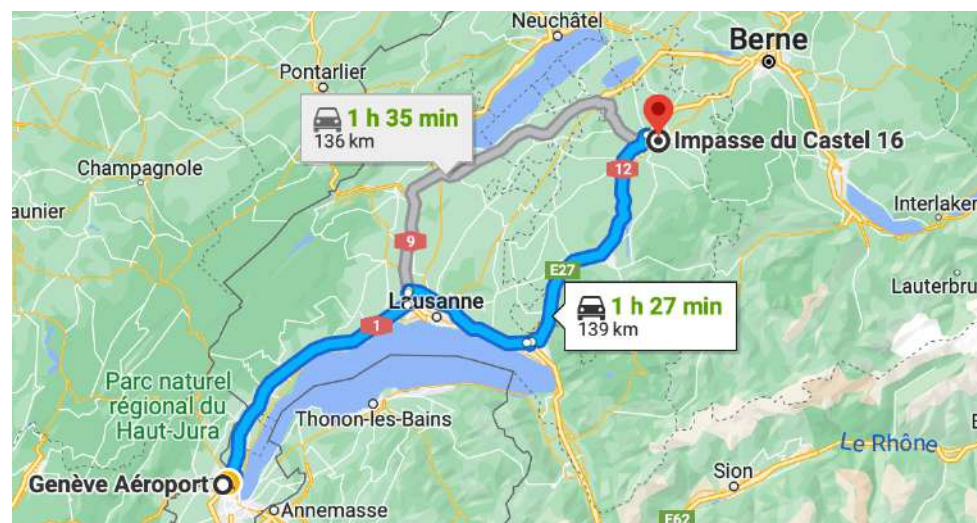 Neuchâtel
Berne
Pontarlier
1 h 35 min
136 km
Impasse du Castel 16
Champagnole
12
aunier
Interlaken
9
E27
Lausanne
Lauterbru
1 h 27 min
139 km
1
Parc naturel
régional du
Haut-Jura
Thonon-les-Bains
Le Rhône
Genève Aéroport
Sion
Annemasse
E62